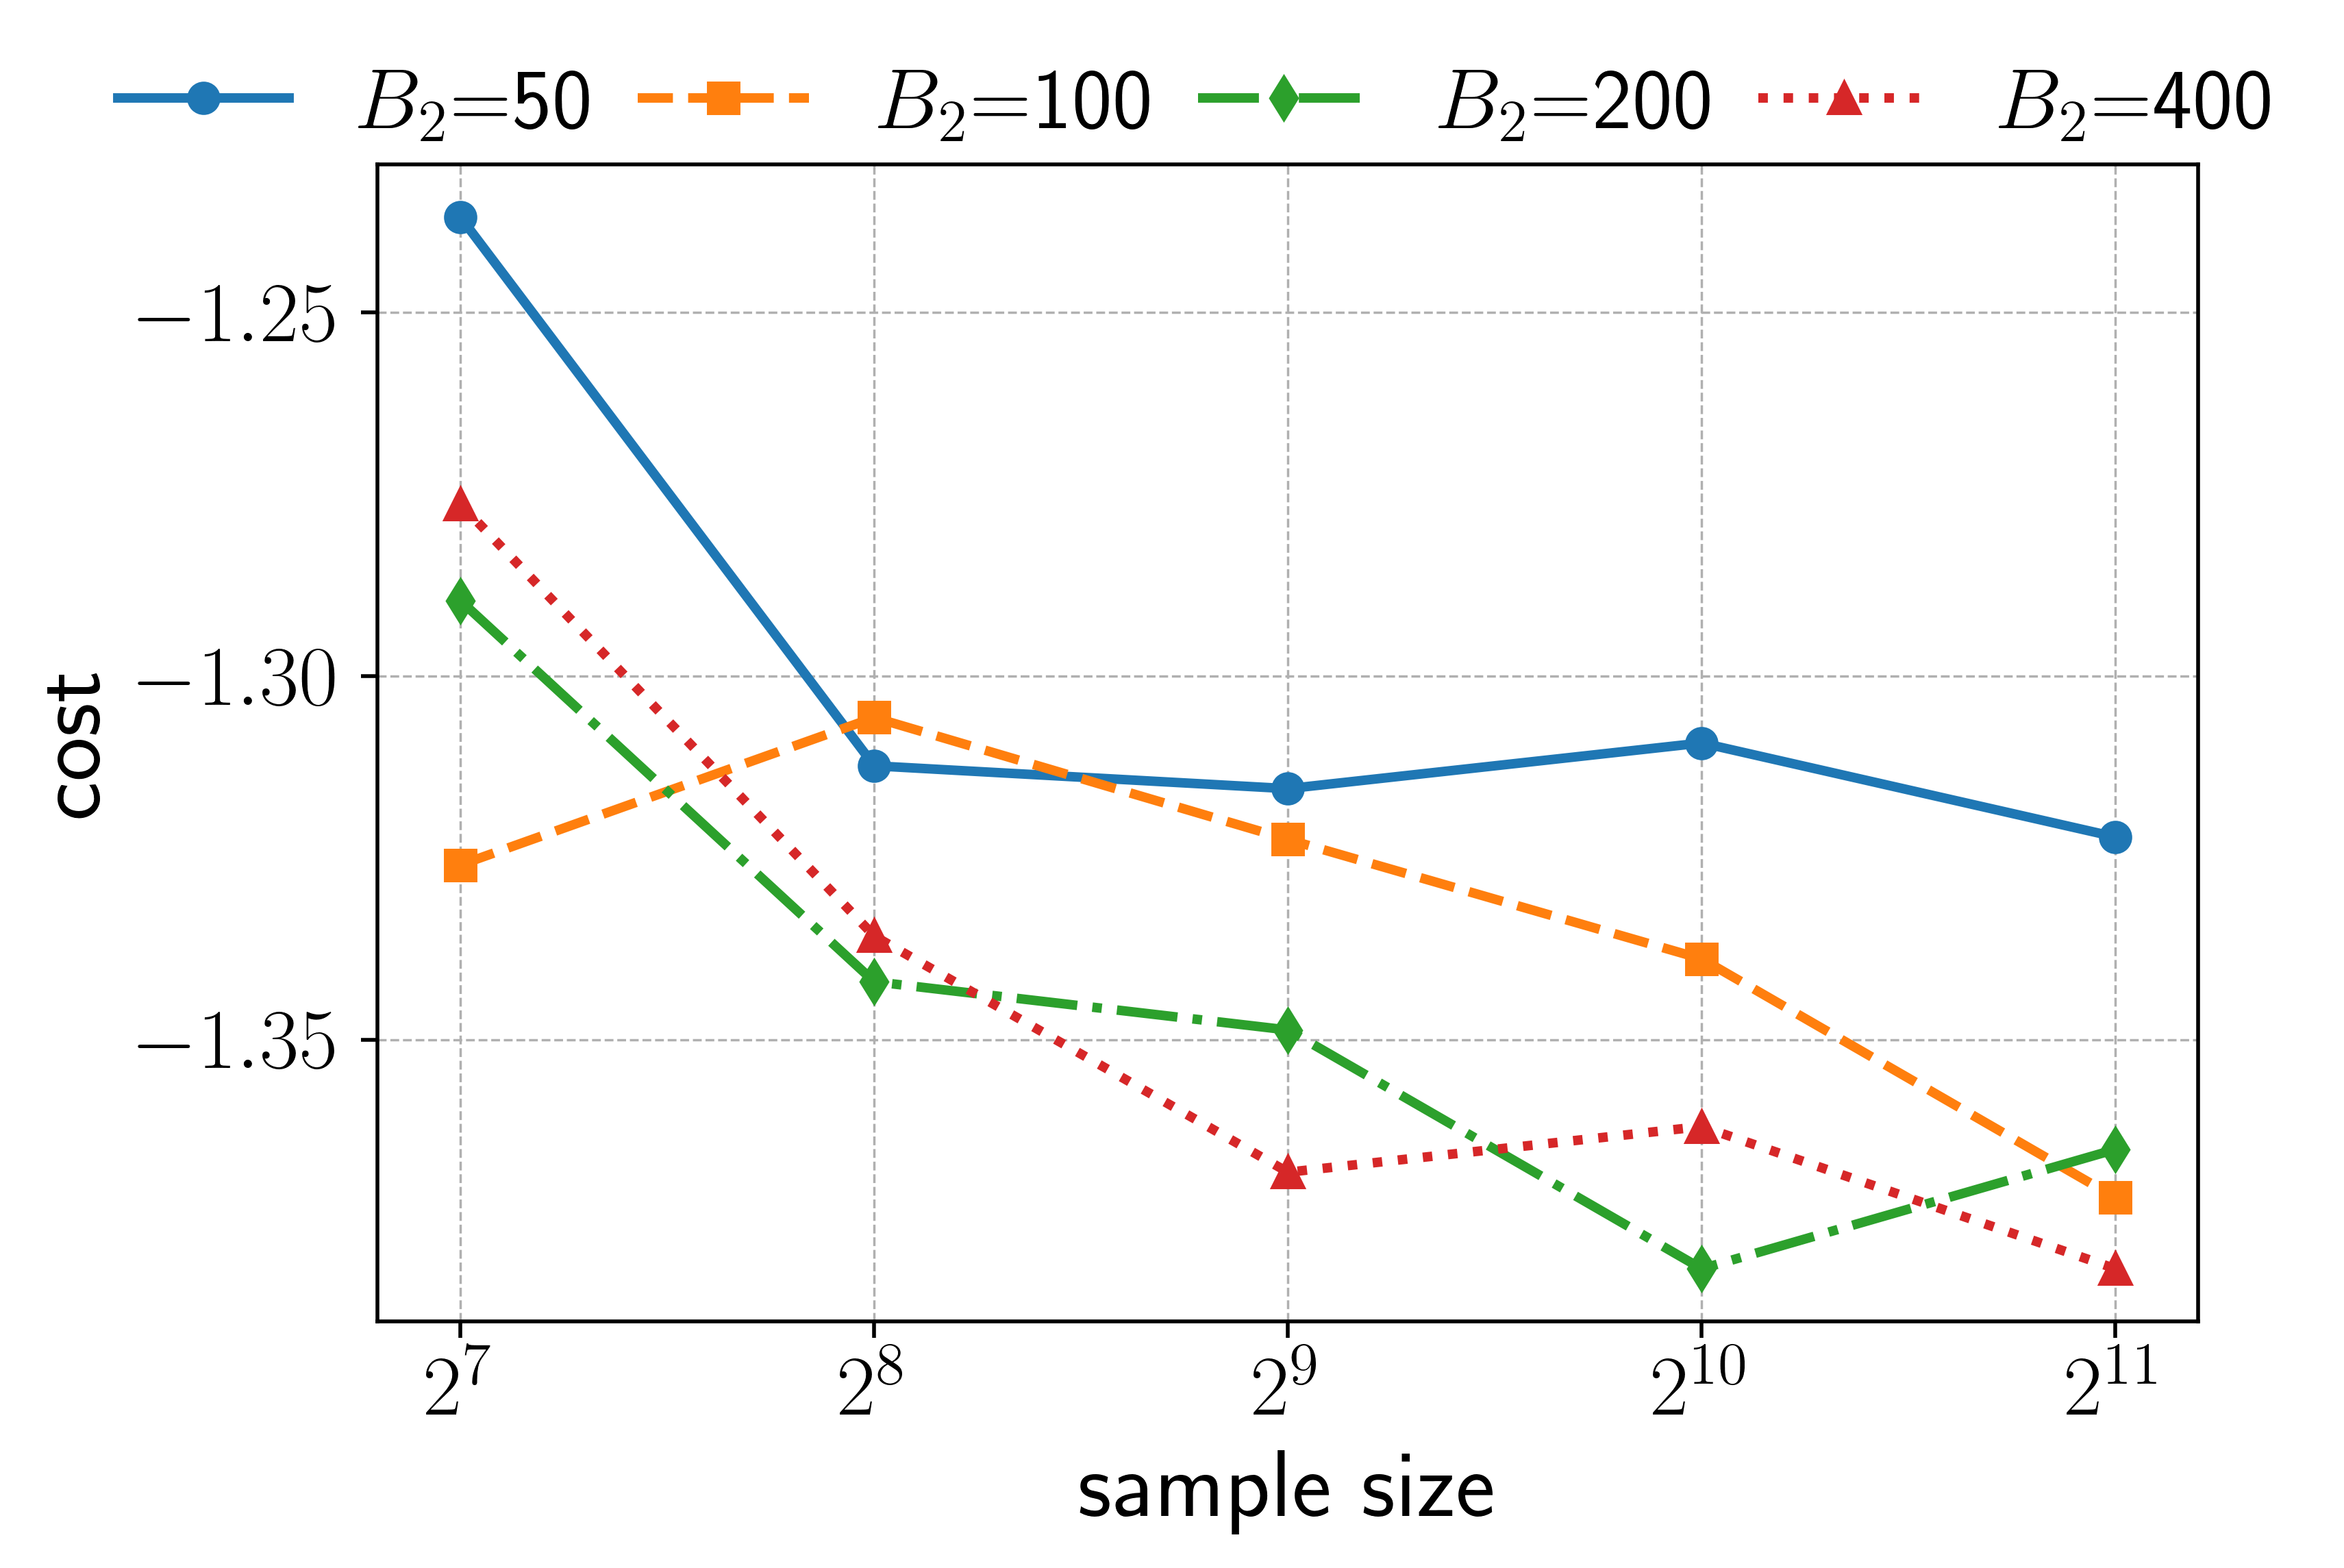 B₂=50 B₂=100 B₂=200 B₂=400
−1.25
−1.30
−1.35
cost
2⁷ 2⁸ 2⁹ 2¹⁰ 2¹¹
sample size